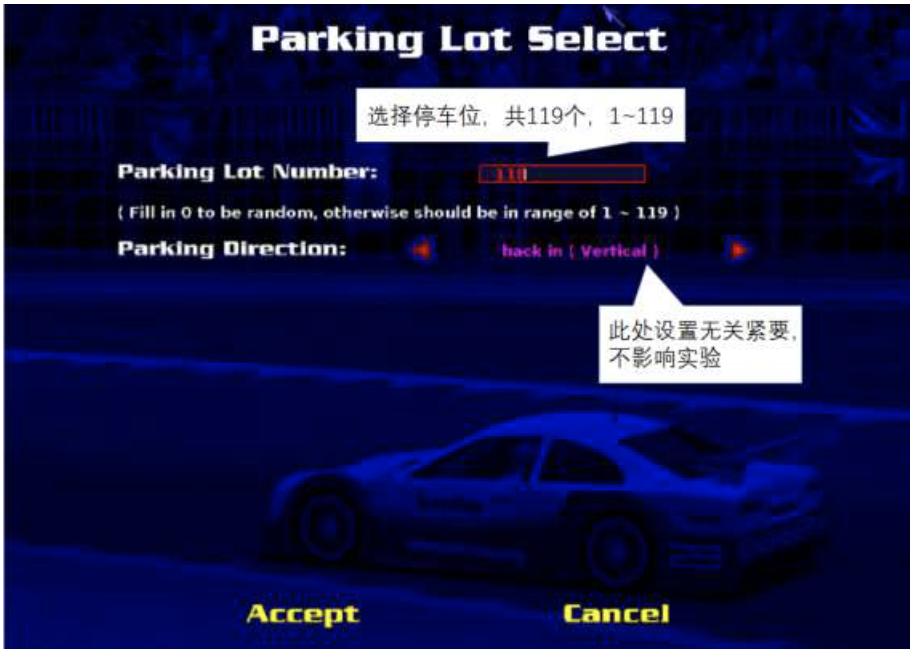 Parking Lot Select
选择停车位，共119个，1~119
Parking Lot Number:
( Fill in 0 to be random, otherwise should be in range of 1 ~ 119 )
Parking Direction:
back in ( Vertical )
此处设置无关紧要，
不影响实验
Accept
Cancel